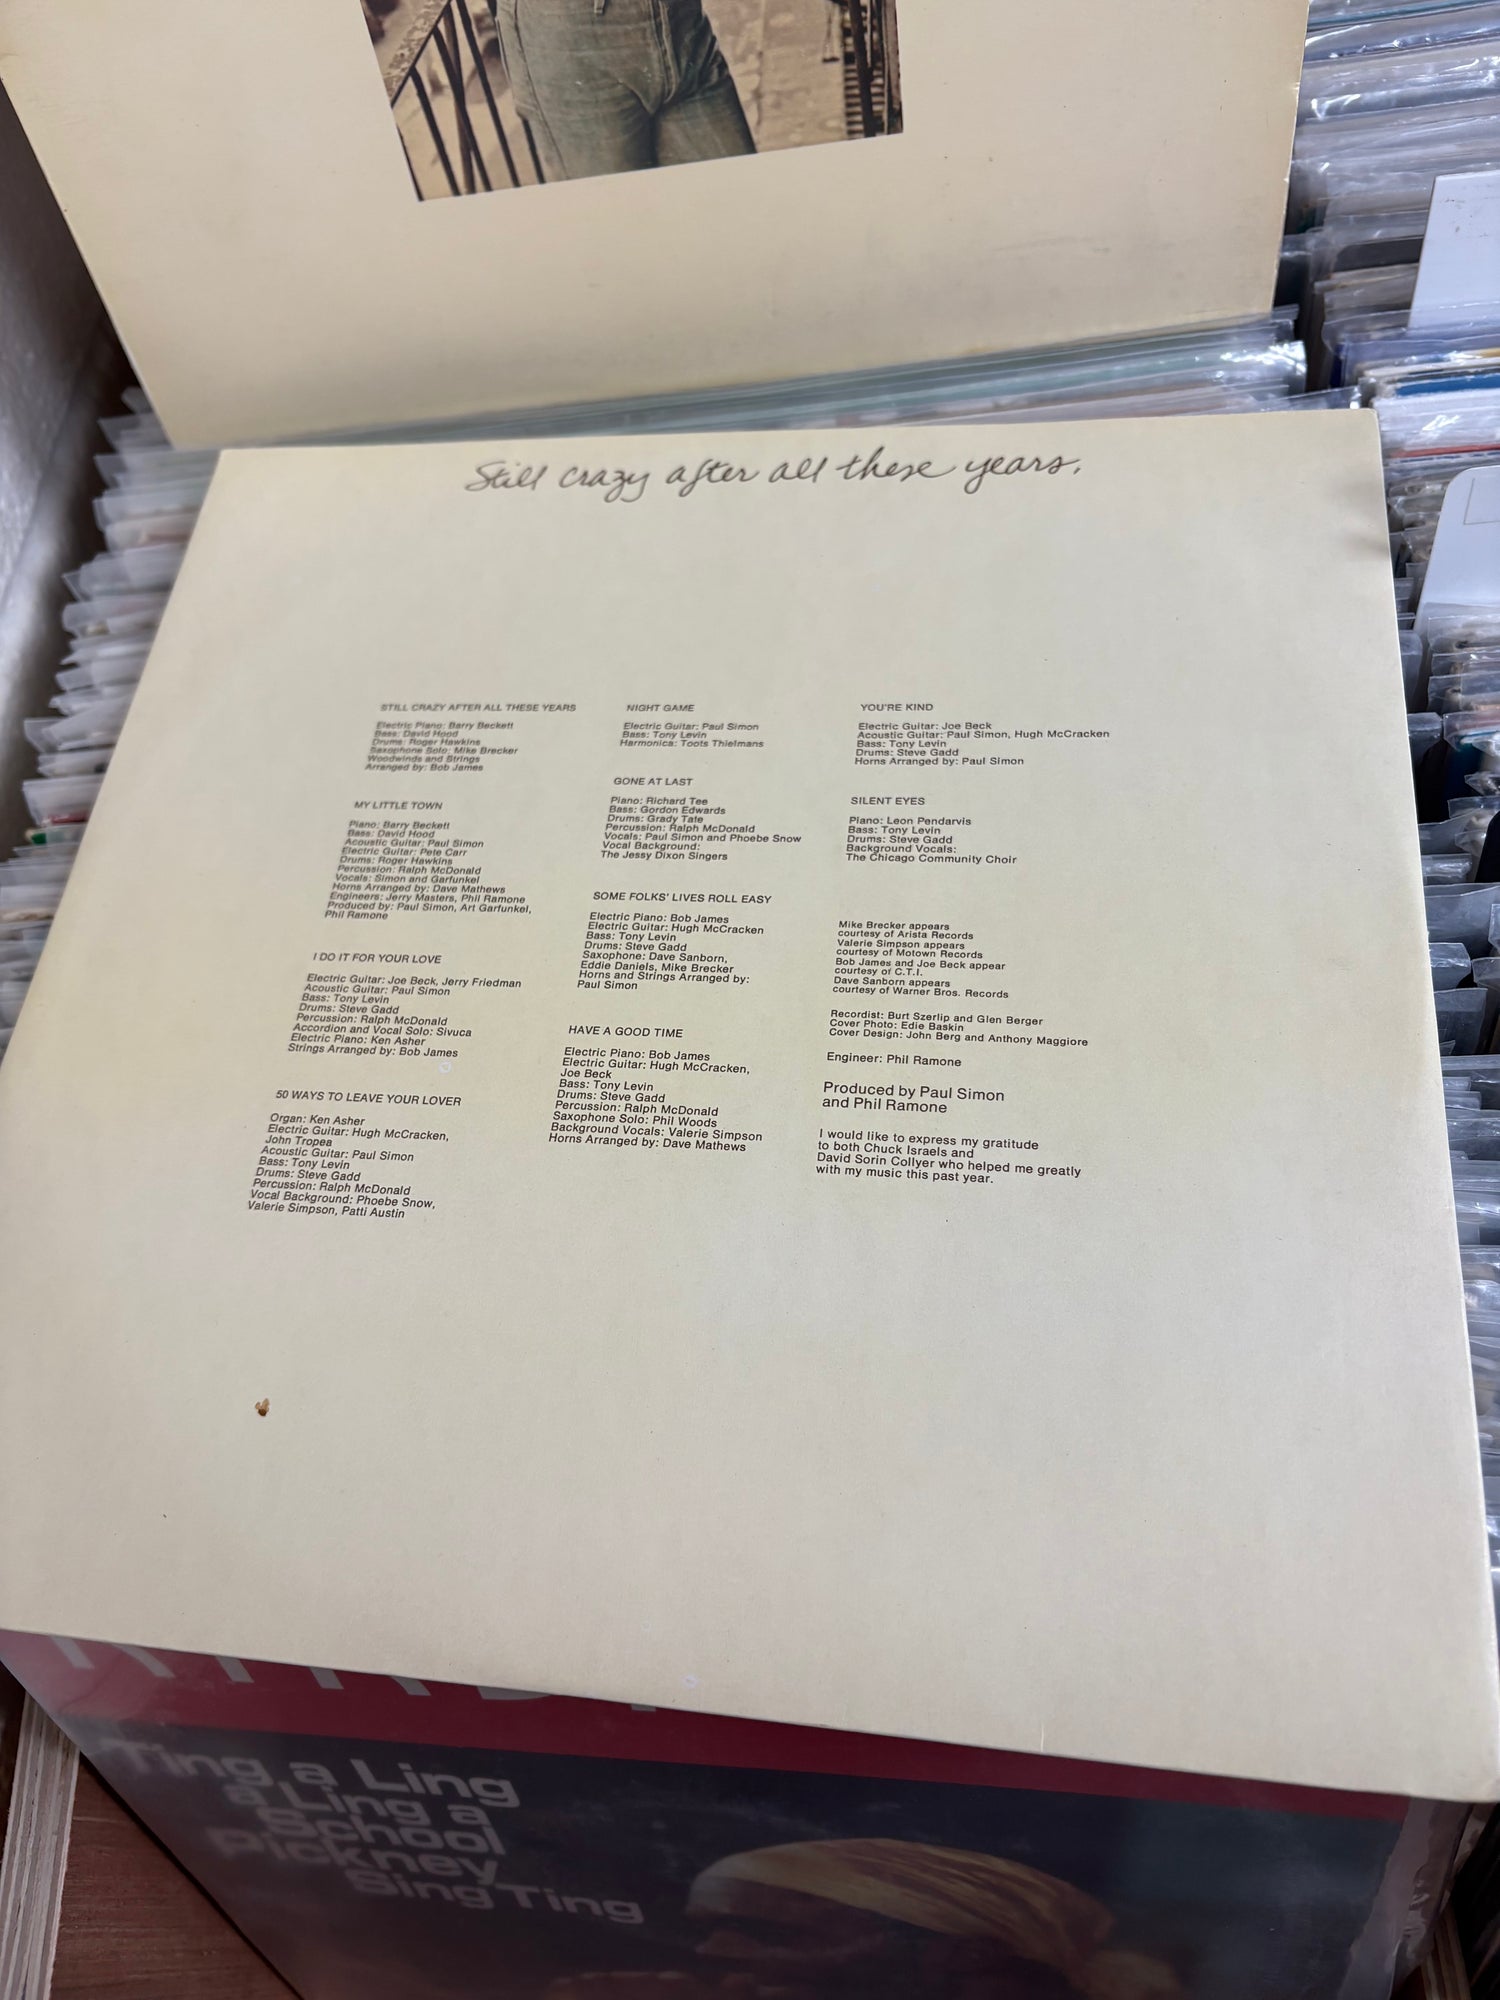 Still crazy after all these years.
STILL CRAZY AFTER ALL THESE YEARS
Electric Piano: Barry Beckett
Bass: David Hood
Drums: Roger Hawkins
Saxophone Solo: Mike Brecker
Woodwinds and Strings
Arranged by: Bob James
MY LITTLE TOWN
Piano: Barry Beckett
Bass: David Hood
Acoustic Guitar: Paul Simon
Electric Guitar: Pete Carr
Drums: Roger Hawkins
Percussion: Ralph McDonald
Vocals: Simon and Garfunkel
Horns Arranged by: Dave Mathews
Engineers: Jerry Masters, Phil Ramone
Produced by: Paul Simon, Art Garfunkel,
Phil Ramone
I DO IT FOR YOUR LOVE
Electric Guitar: Joe Beck, Jerry Friedman
Acoustic Guitar: Paul Simon
Bass: Tony Levin
Drums: Steve Gadd
Percussion: Ralph McDonald
Accordion and Vocal Solo: Sivuca
Electric Piano: Ken Asher
Strings Arranged by: Bob James
50 WAYS TO LEAVE YOUR LOVER
Organ: Ken Asher
Electric Guitar: Hugh McCracken,
John Tropea
Acoustic Guitar: Paul Simon
Bass: Tony Levin
Drums: Steve Gadd
Percussion: Ralph McDonald
Vocal Background: Phoebe Snow,
Valerie Simpson, Patti Austin
NIGHT GAME
Electric Guitar: Paul Simon
Bass: Tony Levin
Harmonica: Toots Thielmans
GONE AT LAST
Piano: Richard Tee
Bass: Gordon Edwards
Drums: Grady Tate
Percussion: Ralph McDonald
Vocals: Paul Simon and Phoebe Snow
Vocal Background:
The Jessy Dixon Singers
SOME FOLKS' LIVES ROLL EASY
Electric Piano: Bob James
Electric Guitar: Hugh McCracken
Bass: Tony Levin
Drums: Steve Gadd
Saxophone: Dave Sanborn,
Eddie Daniels, Mike Brecker
Horns and Strings Arranged by:
Paul Simon
HAVE A GOOD TIME
Electric Piano: Bob James
Electric Guitar: Hugh McCracken,
Joe Beck
Bass: Tony Levin
Drums: Steve Gadd
Percussion: Ralph McDonald
Saxophone Solo: Phil Woods
Background Vocals: Valerie Simpson
Horns Arranged by: Dave Mathews
YOU'RE KIND
Electric Guitar: Joe Beck
Acoustic Guitar: Paul Simon, Hugh McCracken
Bass: Tony Levin
Drums: Steve Gadd
Horns Arranged by: Paul Simon
SILENT EYES
Piano: Leon Pendarvis
Bass: Tony Levin
Drums: Steve Gadd
Background Vocals:
The Chicago Community Choir
Mike Brecker appears
courtesy of Arista Records
Valerie Simpson appears
courtesy of Motown Records
Bob James and Joe Beck appear
courtesy of C.T.I.
Dave Sanborn appears
courtesy of Warner Bros. Records
Recordist: Burt Szerlip and Glen Berger
Cover Photo: Edie Baskin
Cover Design: John Berg and Anthony Maggiore
Engineer: Phil Ramone
Produced by Paul Simon
and Phil Ramone
I would like to express my gratitude
to both Chuck Israels and
David Sorin Collyer who helped me greatly
with my music this past year.
Ting a Ling
a Ling a
School
Pickney
Sing Ting